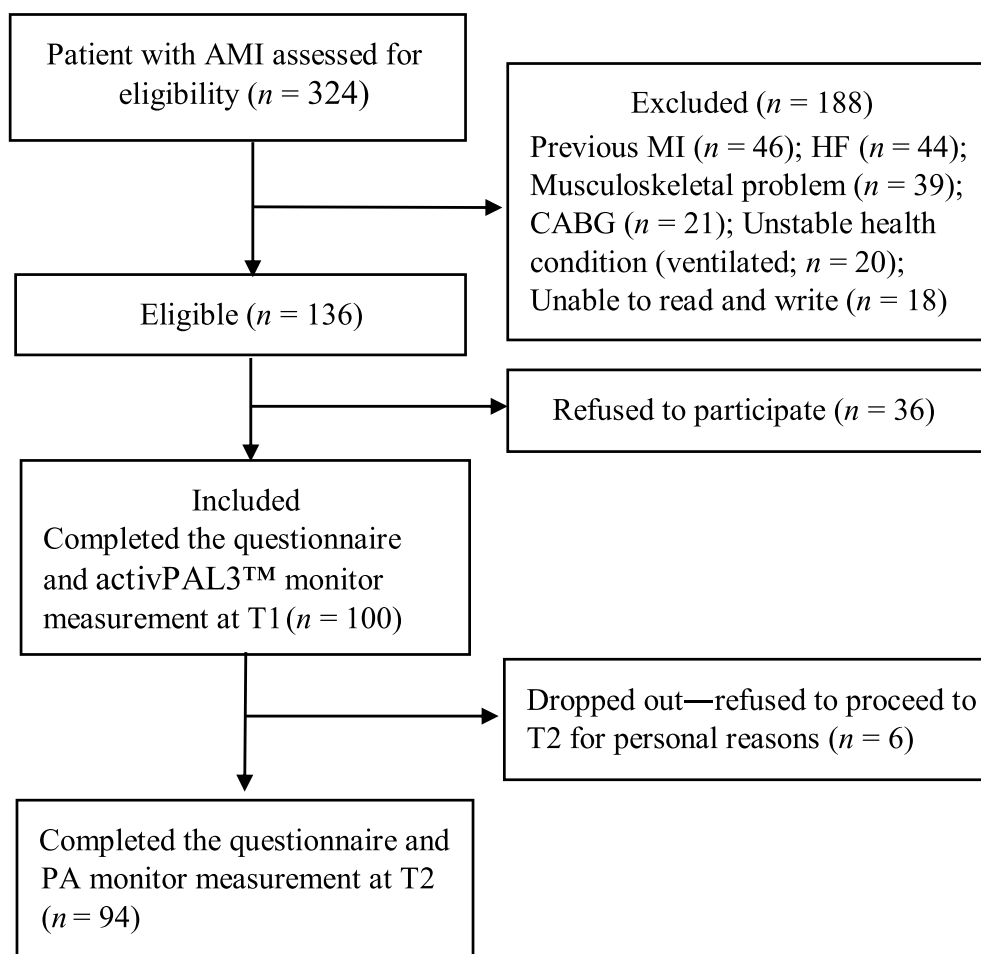 Patient with AMI assessed for
eligibility (n = 324)
Excluded (n = 188)
Previous MI (n = 46); HF (n = 44);
Musculoskeletal problem (n = 39);
CABG (n = 21); Unstable health
condition (ventilated; n = 20);
Unable to read and write (n = 18)
Eligible (n = 136)
Refused to participate (n = 36)
Included
Completed the questionnaire
and activPAL3™ monitor
measurement at T1 (n = 100)
Dropped out—refused to proceed to
T2 for personal reasons (n = 6)
Completed the questionnaire and
PA monitor measurement at T2
(n = 94)